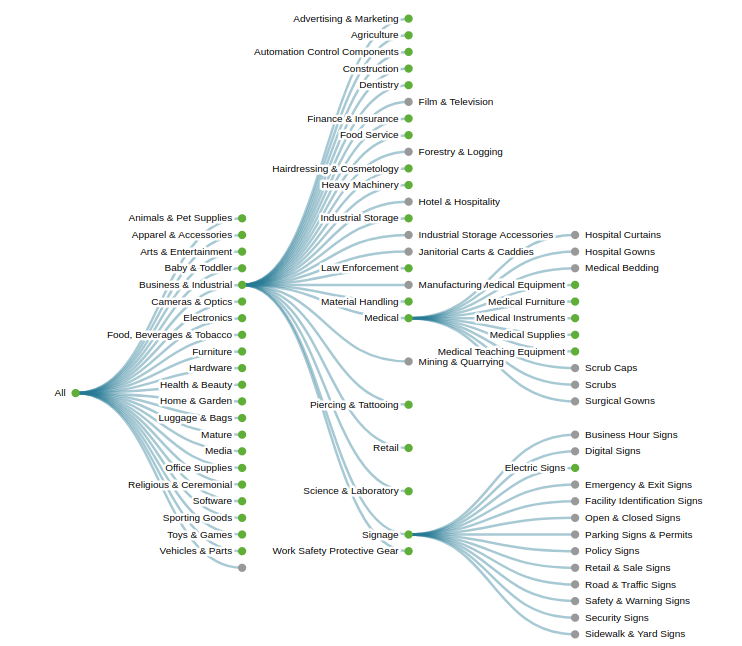 All
Animals & Pet Supplies
Apparel & Accessories
Arts & Entertainment
Baby & Toddler
Business & Industrial
Cameras & Optics
Electronics
Food, Beverages & Tobacco
Furniture
Hardware
Health & Beauty
Home & Garden
Luggage & Bags
Mature
Media
Office Supplies
Religious & Ceremonial
Software
Sporting Goods
Toys & Games
Vehicles & Parts
Advertising & Marketing
Agriculture
Automation Control Components
Construction
Dentistry
Film & Television
Finance & Insurance
Food Service
Forestry & Logging
Hairdressing & Cosmetology
Heavy Machinery
Hotel & Hospitality
Industrial Storage
Industrial Storage Accessories
Janitorial Carts & Caddies
Law Enforcement
Manufacturing
Material Handling
Medical
Mining & Quarrying
Piercing & Tattooing
Retail
Science & Laboratory
Signage
Work Safety Protective Gear
Hospital Curtains
Hospital Gowns
Medical Bedding
Medical Equipment
Medical Furniture
Medical Instruments
Medical Supplies
Medical Teaching Equipment
Scrub Caps
Scrubs
Surgical Gowns
Business Hour Signs
Digital Signs
Electric Signs
Emergency & Exit Signs
Facility Identification Signs
Open & Closed Signs
Parking Signs & Permits
Policy Signs
Retail & Sale Signs
Road & Traffic Signs
Safety & Warning Signs
Security Signs
Sidewalk & Yard Signs